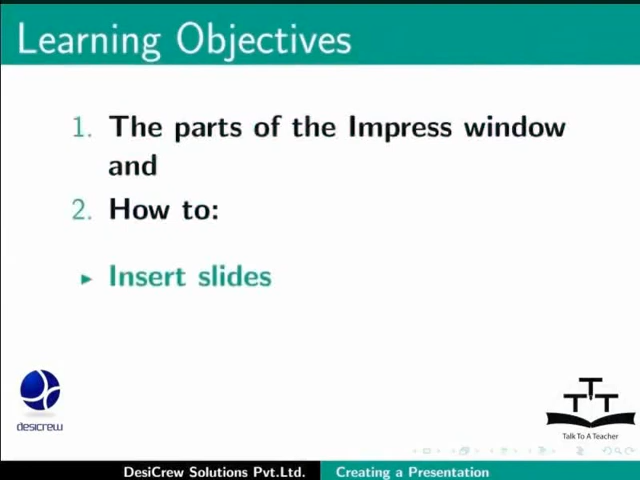 Learning Objectives
1. The parts of the Impress window
and
2. How to:
▶ Insert slides
desicrew
TTT
Talk To A Teacher
DesiCrew Solutions Pvt.Ltd. Creating a Presentation